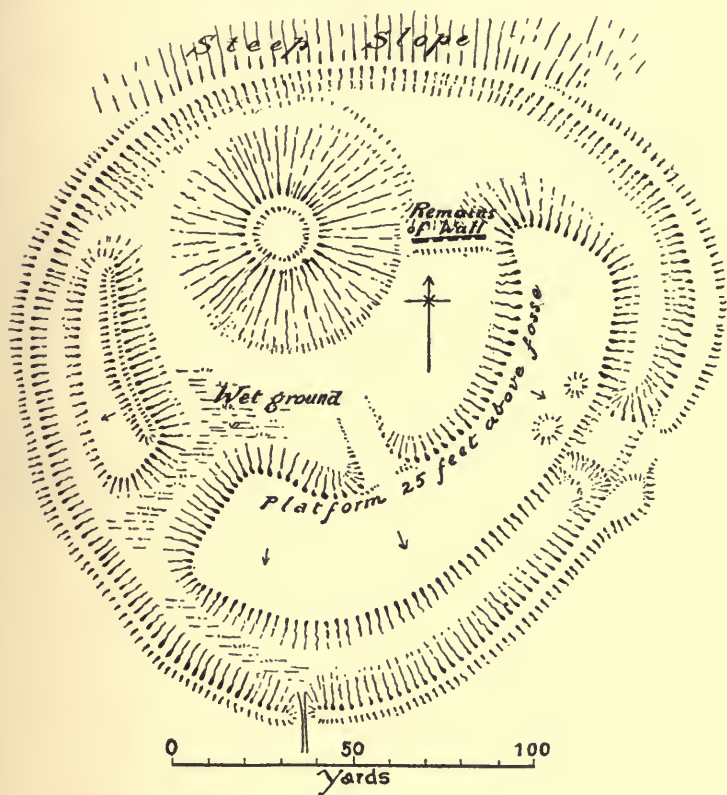 Steep Slope
Remains
of Wall
Wet ground
Platform 25 feet above fosse
0 50 100
Yards